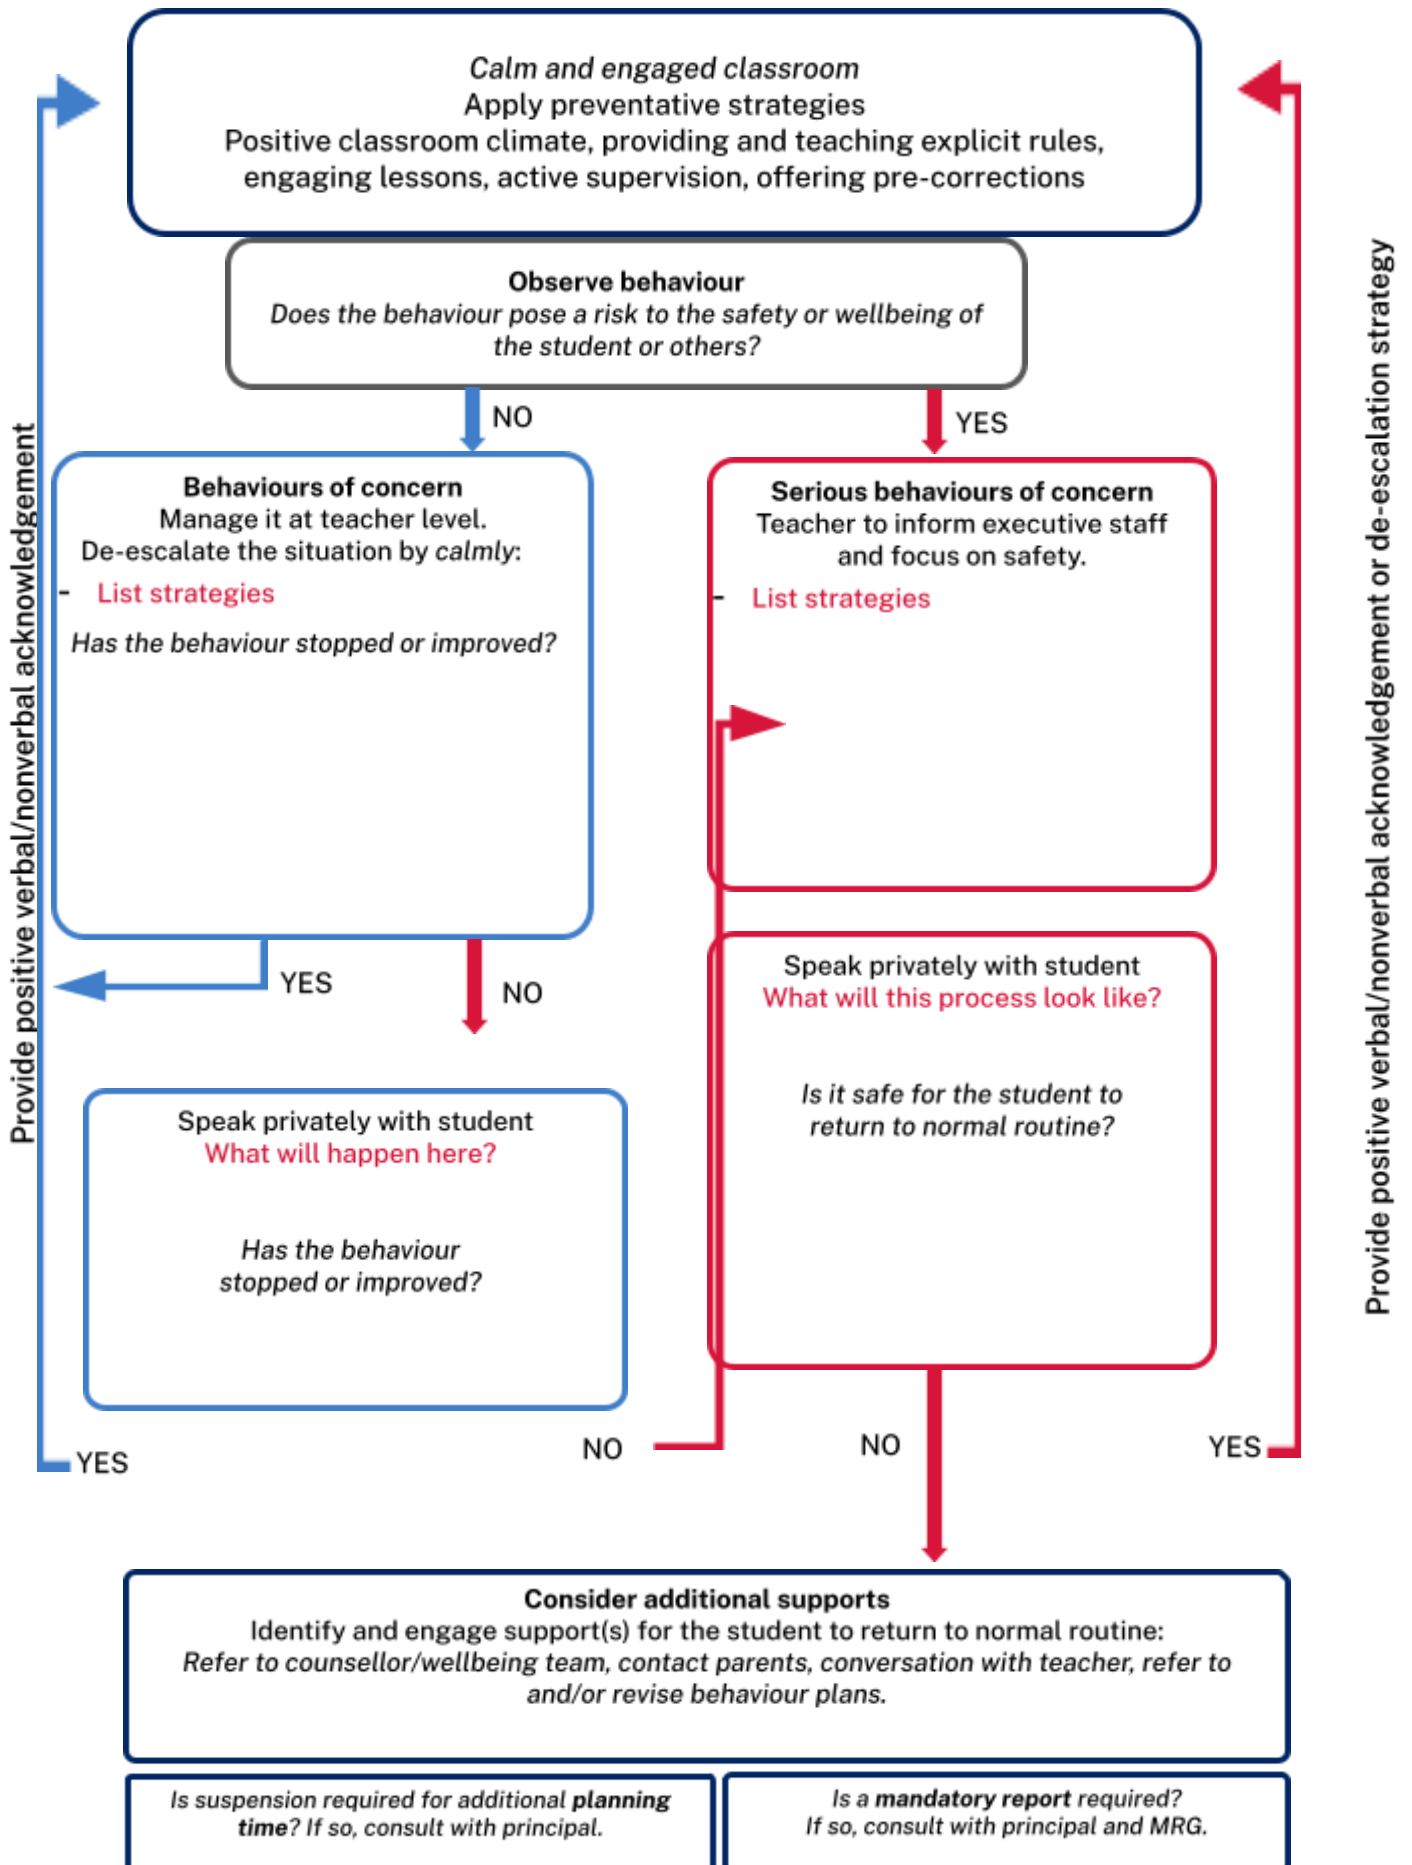 Calm and engaged classroom
Apply preventative strategies
Positive classroom climate, providing and teaching explicit rules,
engaging lessons, active supervision, offering pre-corrections
Observe behaviour
Does the behaviour pose a risk to the safety or wellbeing of
the student or others?
NO
YES
Behaviours of concern
Manage it at teacher level.
De-escalate the situation by calmly:
- List strategies
Has the behaviour stopped or improved?
Serious behaviours of concern
Teacher to inform executive staff
and focus on safety.
- List strategies
YES
NO
Speak privately with student
What will happen here?
Has the behaviour
stopped or improved?
Speak privately with student
What will this process look like?
Is it safe for the student to
return to normal routine?
YES
NO
NO
YES
Provide positive verbal/nonverbal acknowledgement
Provide positive verbal/nonverbal acknowledgement or de-escalation strategy
Consider additional supports
Identify and engage support(s) for the student to return to normal routine:
Refer to counsellor/wellbeing team, contact parents, conversation with teacher, refer to
and/or revise behaviour plans.
Is suspension required for additional planning
time? If so, consult with principal.
Is a mandatory report required?
If so, consult with principal and MRG.